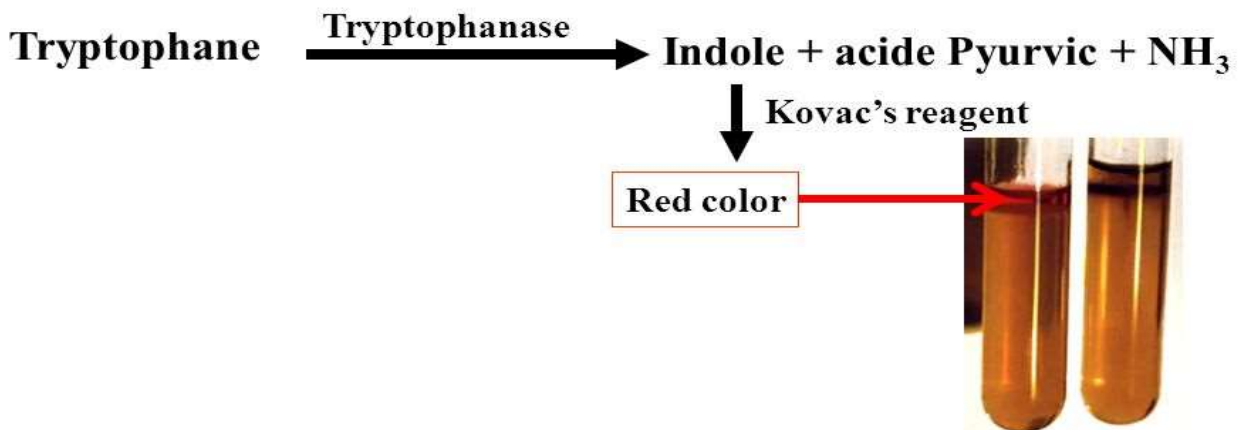 Tryptophanase
Tryptophane Indole + acide Pyurvic + NH₃
Kovac's reagent
Red color